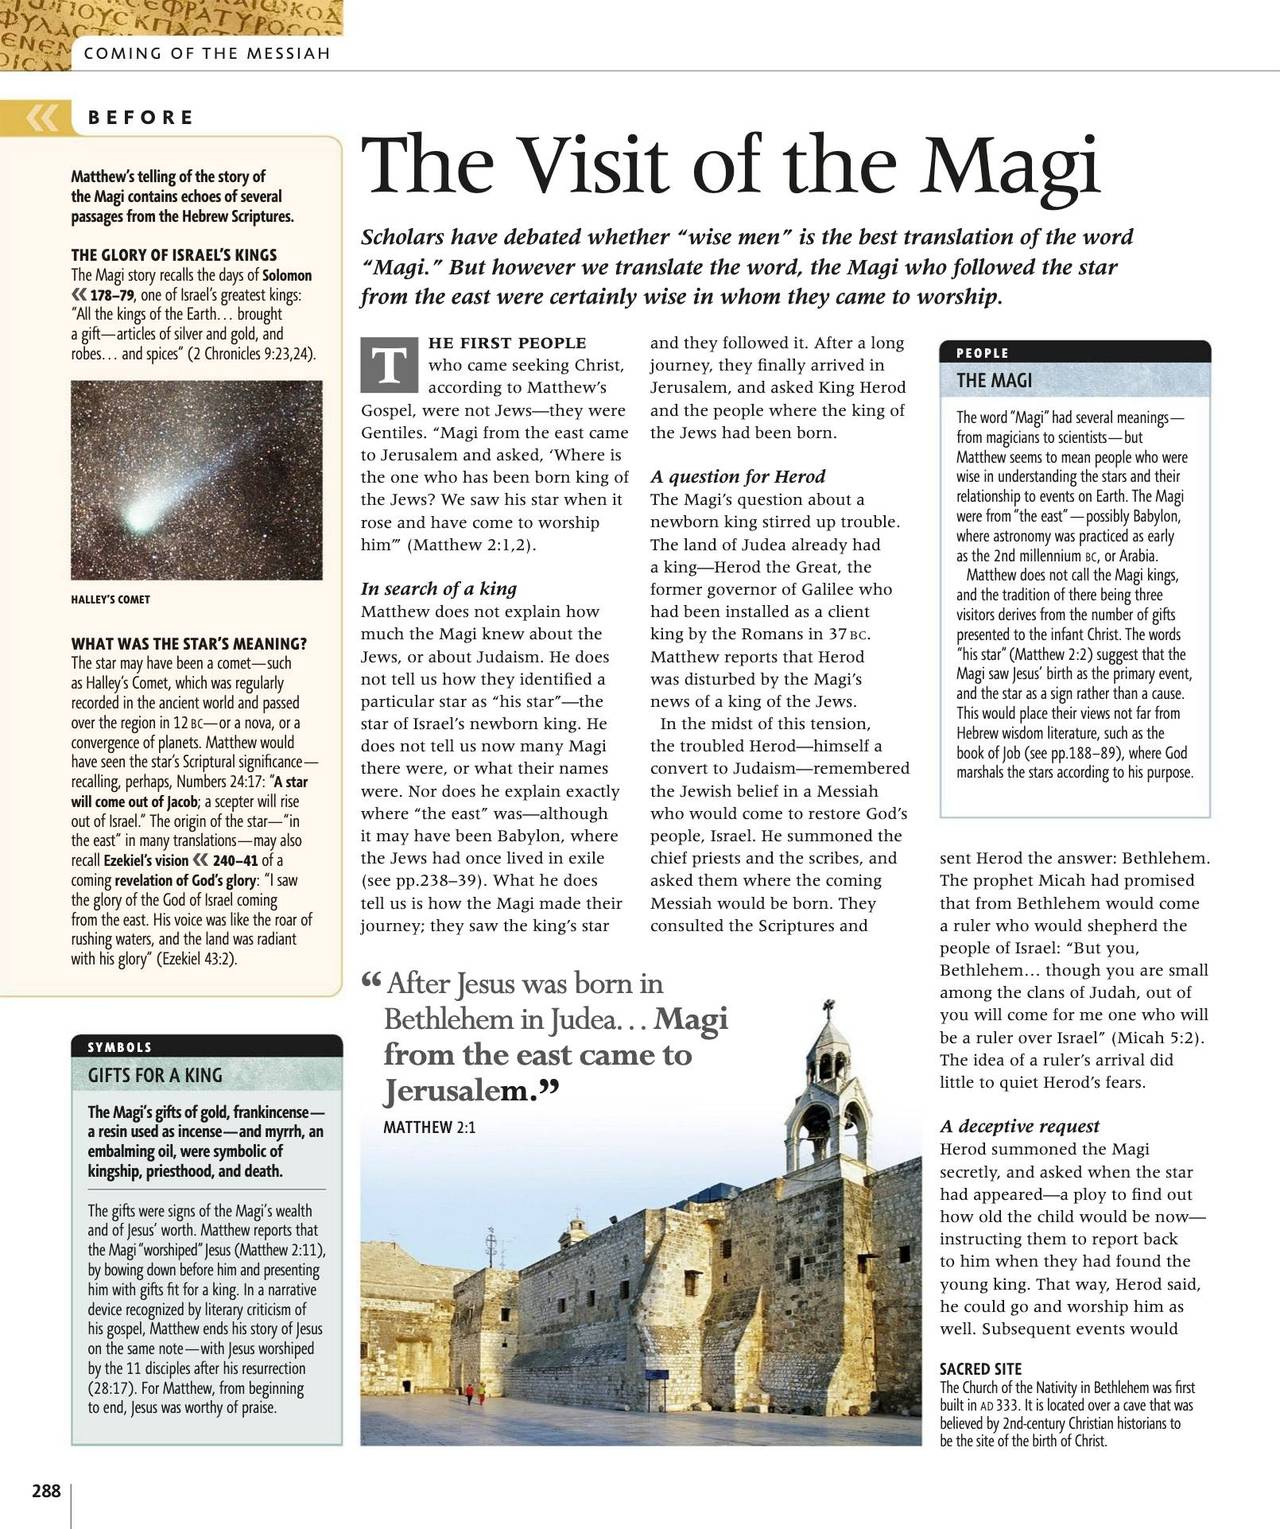 COMING OF THE MESSIAH
« BEFORE
Matthew’s telling of the story of
the Magi contains echoes of several
passages from the Hebrew Scriptures.
THE GLORY OF ISRAEL’S KINGS
The Magi story recalls the days of Solomon
« 178–79, one of Israel’s greatest kings:
“All the kings of the Earth… brought
a gift—articles of silver and gold, and
robes… and spices” (2 Chronicles 9:23,24).
HALLEY’S COMET
WHAT WAS THE STAR’S MEANING?
The star may have been a comet—such
as Halley’s Comet, which was regularly
recorded in the ancient world and passed
over the region in 12 BC—or a nova, or a
convergence of planets. Matthew would
have seen the star’s Scriptural significance—
recalling, perhaps, Numbers 24:17: “A star
will come out of Jacob; a scepter will rise
out of Israel.” The origin of the star—“in
the east” in many translations—may also
recall Ezekiel’s vision « 240–41 of a
coming revelation of God’s glory: “I saw
the glory of the God of Israel coming
from the east. His voice was like the roar of
rushing waters, and the land was radiant
with his glory” (Ezekiel 43:2).
SYMBOLS
GIFTS FOR A KING
The Magi’s gifts of gold, frankincense—
a resin used as incense—and myrrh, an
embalming oil, were symbolic of
kingship, priesthood, and death.
The gifts were signs of the Magi’s wealth
and of Jesus’ worth. Matthew reports that
the Magi “worshiped” Jesus (Matthew 2:11),
by bowing down before him and presenting
him with gifts fit for a king. In a narrative
device recognized by literary criticism of
his gospel, Matthew ends his story of Jesus
on the same note—with Jesus worshiped
by the 11 disciples after his resurrection
(28:17). For Matthew, from beginning
to end, Jesus was worthy of praise.
The Visit of the Magi
Scholars have debated whether “wise men” is the best translation of the word
“Magi.” But however we translate the word, the Magi who followed the star
from the east were certainly wise in whom they came to worship.
THE FIRST PEOPLE
who came seeking Christ,
according to Matthew’s
Gospel, were not Jews—they were
Gentiles. “Magi from the east came
to Jerusalem and asked, ‘Where is
the one who has been born king of
the Jews? We saw his star when it
rose and have come to worship
him’” (Matthew 2:1,2).
In search of a king
Matthew does not explain how
much the Magi knew about the
Jews, or about Judaism. He does
not tell us how they identified a
particular star as “his star”—the
star of Israel’s newborn king. He
does not tell us now many Magi
there were, or what their names
were. Nor does he explain exactly
where “the east” was—although
it may have been Babylon, where
the Jews had once lived in exile
(see pp.238–39). What he does
tell us is how the Magi made their
journey; they saw the king’s star
and they followed it. After a long
journey, they finally arrived in
Jerusalem, and asked King Herod
and the people where the king of
the Jews had been born.
A question for Herod
The Magi’s question about a
newborn king stirred up trouble.
The land of Judea already had
a king—Herod the Great, the
former governor of Galilee who
had been installed as a client
king by the Romans in 37 BC.
Matthew reports that Herod
was disturbed by the Magi’s
news of a king of the Jews.
In the midst of this tension,
the troubled Herod—himself a
convert to Judaism—remembered
the Jewish belief in a Messiah
who would come to restore God’s
people, Israel. He summoned the
chief priests and the scribes, and
asked them where the coming
Messiah would be born. They
consulted the Scriptures and
PEOPLE
THE MAGI
The word “Magi” had several meanings—
from magicians to scientists—but
Matthew seems to mean people who were
wise in understanding the stars and their
relationship to events on Earth. The Magi
were from “the east”—possibly Babylon,
where astronomy was practiced as early
as the 2nd millennium BC, or Arabia.
Matthew does not call the Magi kings,
and the tradition of there being three
visitors derives from the number of gifts
presented to the infant Christ. The words
“his star” (Matthew 2:2) suggest that the
Magi saw Jesus’ birth as the primary event,
and the star as a sign rather than a cause.
This would place their views not far from
Hebrew wisdom literature, such as the
book of Job (see pp.188–89), where God
marshals the stars according to his purpose.
sent Herod the answer: Bethlehem.
The prophet Micah had promised
that from Bethlehem would come
a ruler who would shepherd the
people of Israel: “But you,
Bethlehem… though you are small
among the clans of Judah, out of
you will come for me one who will
be a ruler over Israel” (Micah 5:2).
The idea of a ruler’s arrival did
little to quiet Herod’s fears.
A deceptive request
Herod summoned the Magi
secretly, and asked when the star
had appeared—a ploy to find out
how old the child would be now—
instructing them to report back
to him when they had found the
young king. That way, Herod said,
he could go and worship him as
well. Subsequent events would
“After Jesus was born in
Bethlehem in Judea… Magi
from the east came to
Jerusalem.”
MATTHEW 2:1
SACRED SITE
The Church of the Nativity in Bethlehem was first
built in AD 333. It is located over a cave that was
believed by 2nd-century Christian historians to
be the site of the birth of Christ.
288